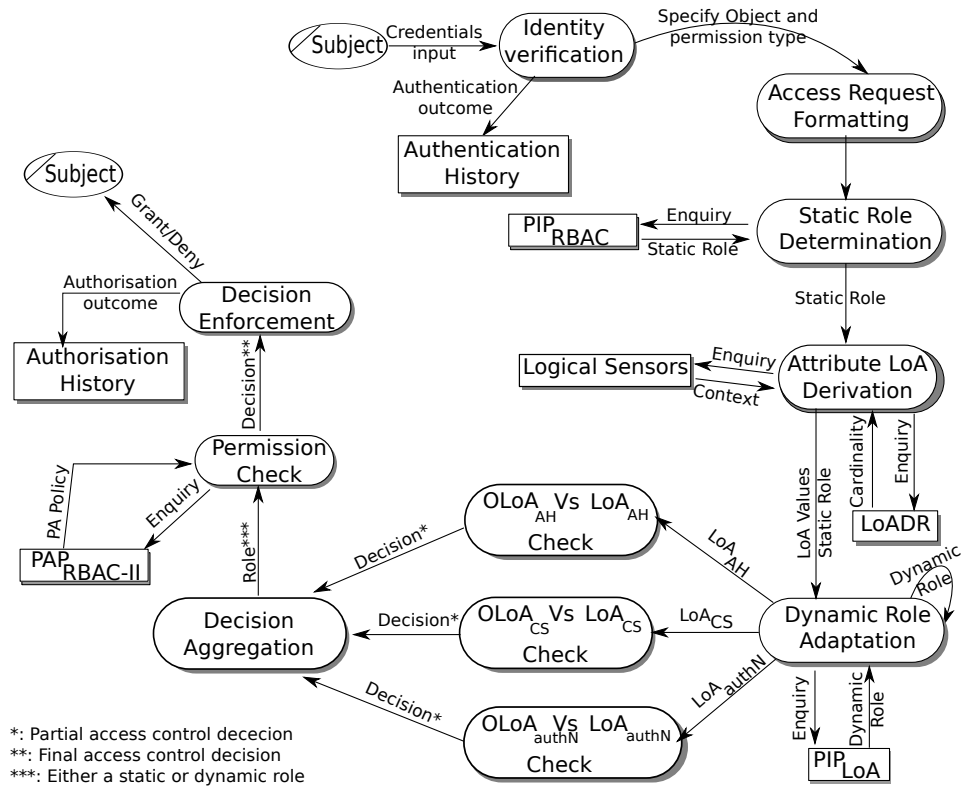 Subject
Credentials
input
Identity
verification
Specify Object and
permission type
Access Request
Formatting
Authentication
outcome
Authentication
History
Static Role
Determination
PIP RBAC
Enquiry
Static Role
Static Role
Attribute LoA
Derivation
Logical Sensors
Enquiry
Context
Cardinality
Enquiry
LoADR
LoA Values
Static Role
Dynamic Role
Adaptation
Dynamic
Role
Enquiry
Dynamic
Role
PIP LoA
LoA AH
LoA CS
LoA authN
OLoA AH Vs LoA AH
Check
OLoA CS Vs LoA CS
Check
OLoA authN Vs LoA authN
Check
Decision*
Decision*
Decision*
Decision
Aggregation
Role***
Permission
Check
Enquiry
PA Policy
PAP RBAC-II
Decision**
Decision
Enforcement
Authorisation
outcome
Authorisation
History
Grant/Deny
Subject
*: Partial access control dececion
**: Final access control decision
***: Either a static or dynamic role